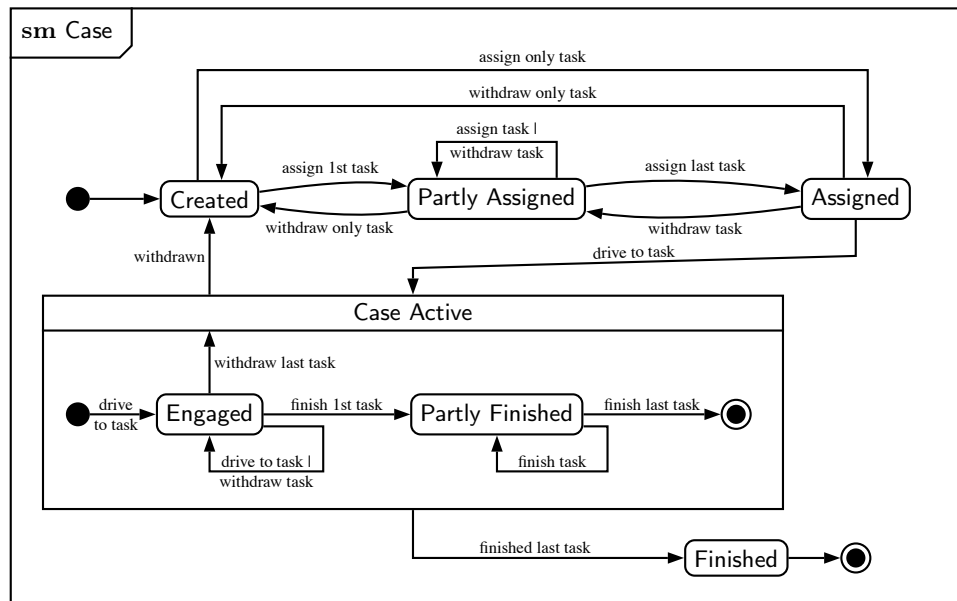 sm Case
assign only task
withdraw only task
assign task |
withdraw task
assign 1st task
assign last task
Created
Partly Assigned
Assigned
withdraw only task
withdraw task
withdrawn
drive to task
Case Active
withdraw last task
drive
to task
Engaged
finish 1st task
Partly Finished
finish last task
drive to task |
withdraw task
finish task
finished last task
Finished